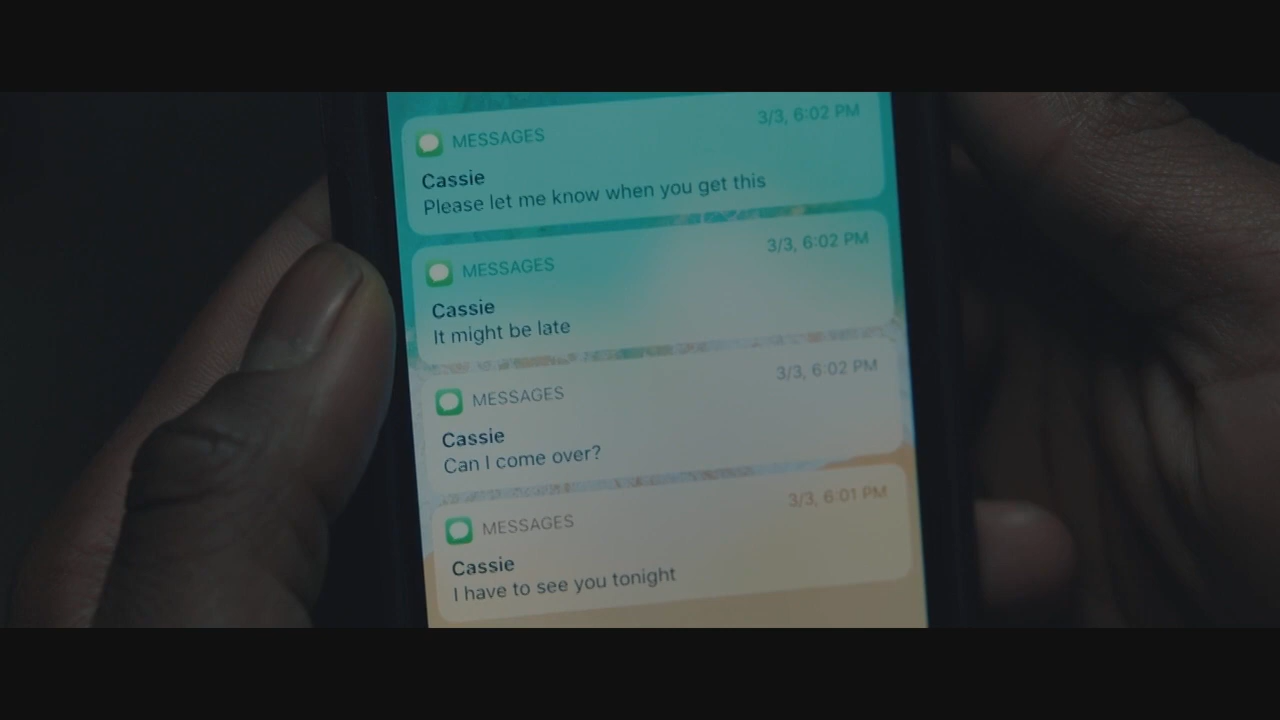 MESSAGES 3/3, 6:02 PM
Cassie
Please let me know when you get this
MESSAGES 3/3, 6:02 PM
Cassie
It might be late
MESSAGES 3/3, 6:02 PM
Cassie
Can I come over?
MESSAGES 3/3, 6:01 PM
Cassie
I have to see you tonight